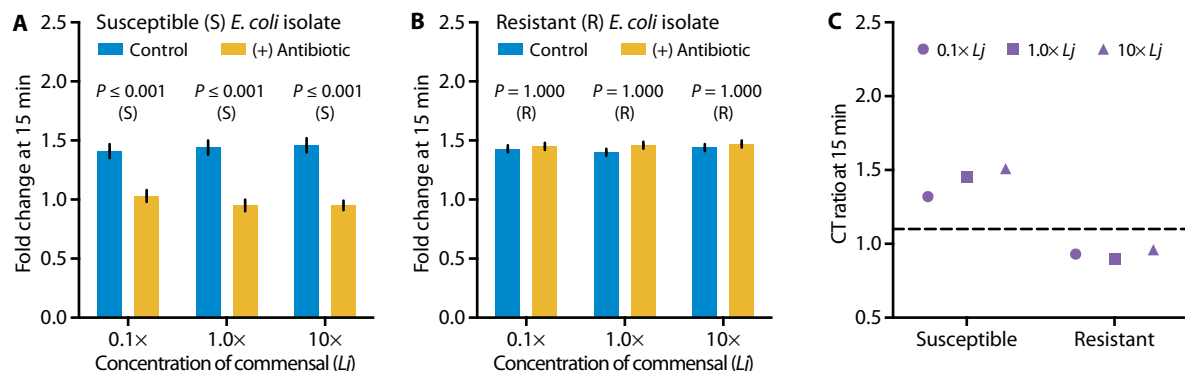 A
Susceptible (S) E. coli isolate
Control
(+) Antibiotic
P ≤ 0.001
(S)
P ≤ 0.001
(S)
P ≤ 0.001
(S)
Fold change at 15 min
2.5
2.0
1.5
1.0
0.5
0.0
0.1×
1.0×
10×
Concentration of commensal (Lj)
B
Resistant (R) E. coli isolate
Control
(+) Antibiotic
P = 1.000
(R)
P = 1.000
(R)
P = 1.000
(R)
Fold change at 15 min
2.5
2.0
1.5
1.0
0.5
0.0
0.1×
1.0×
10×
Concentration of commensal (Lj)
C
0.1× Lj
1.0× Lj
10× Lj
CT ratio at 15 min
2.5
2.0
1.5
1.0
0.5
Susceptible
Resistant